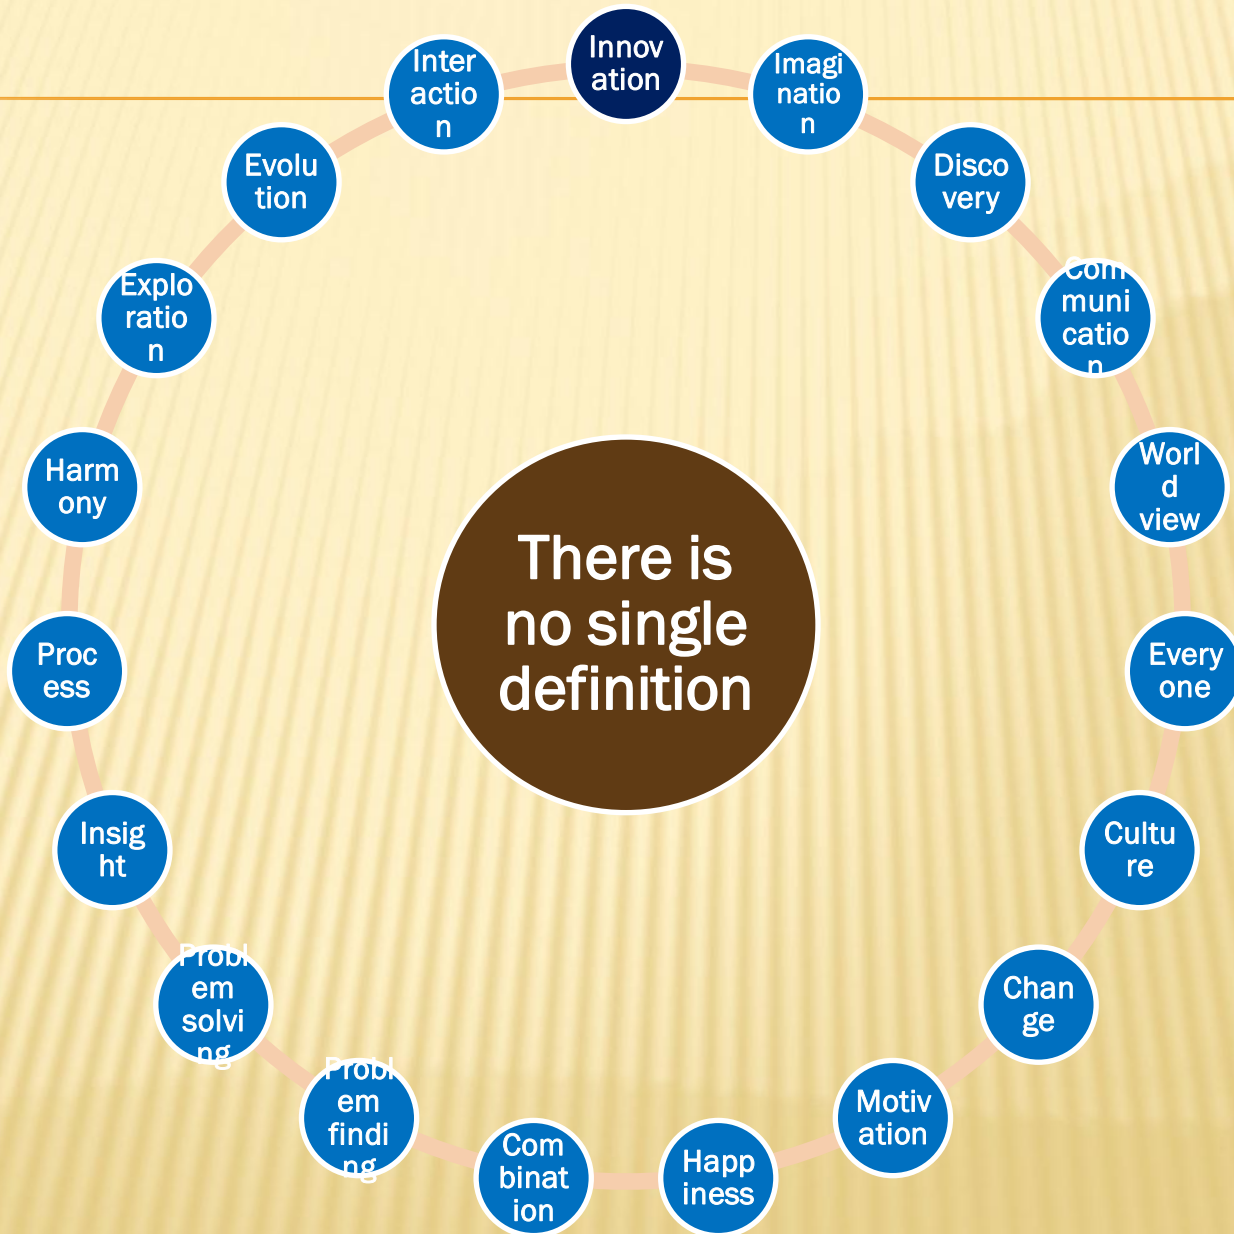 Innov
ation
Imagi
natio
n
Disco
very
Com
muni
catio
n
Worl
d
view
Every
one
Cultu
re
Chan
ge
Motiv
ation
Happ
iness
Com
binat
ion
Probl
em
findi
ng
Probl
em
solvi
ng
Insig
ht
Proc
ess
Harm
ony
Explo
ratio
n
Evolu
tion
Inter
actio
n
There is
no single
definition